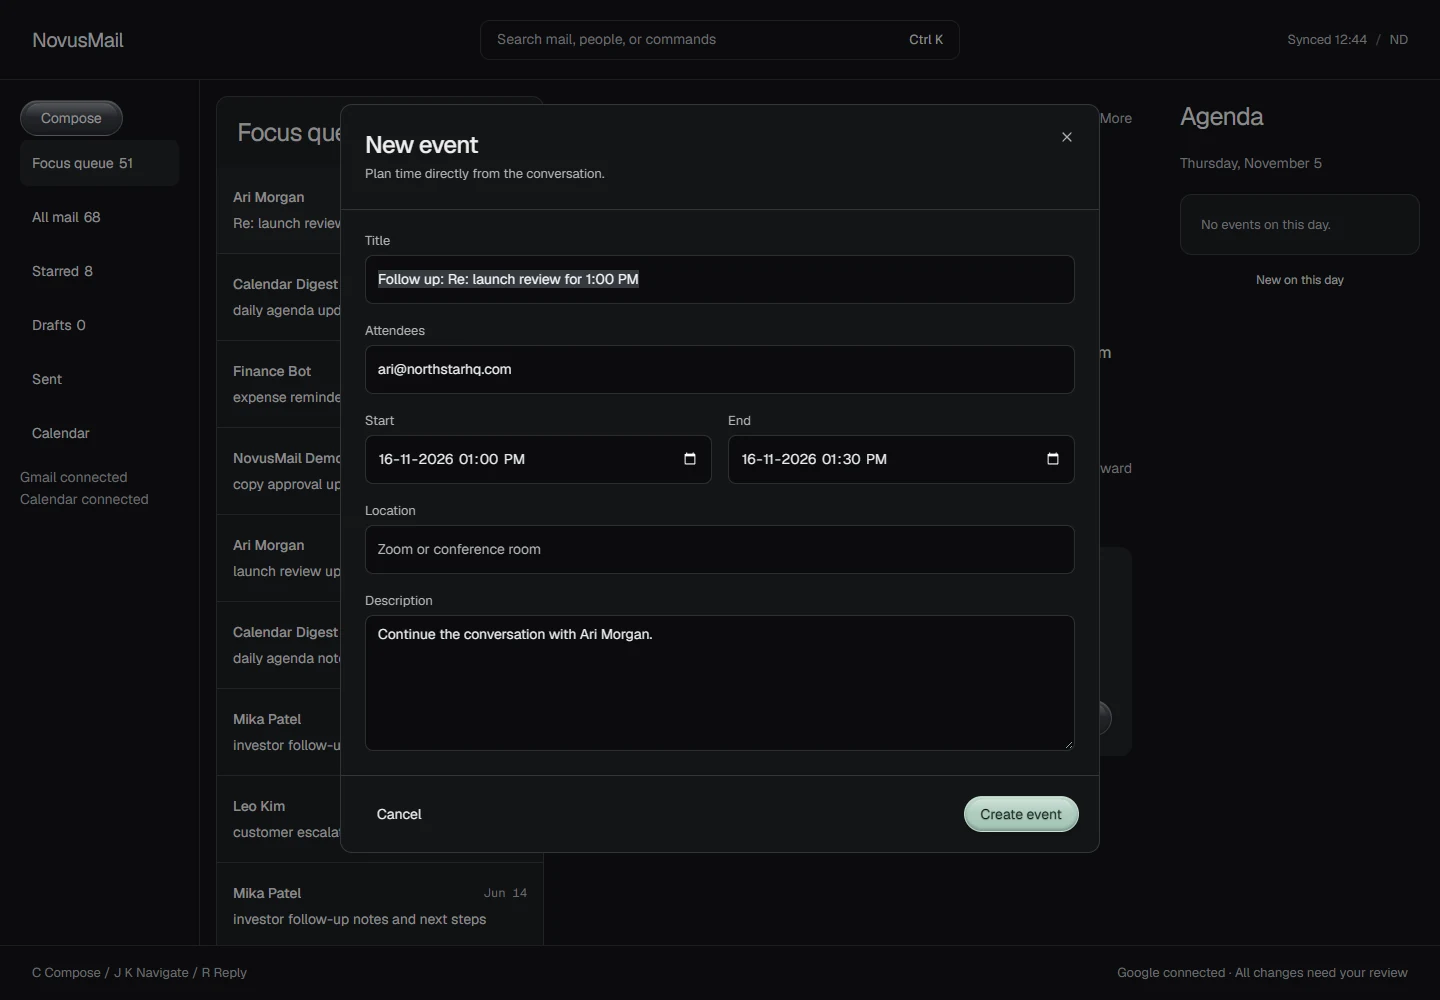 NovusMail
Search mail, people, or commands Ctrl K
Synced 12:44 / ND
Compose
Focus queue 51
All mail 68
Starred 8
Drafts 0
Sent
Calendar
Gmail connected
Calendar connected
Focus que
Ari Morgan
Re: launch review
Calendar Digest
daily agenda upd
Finance Bot
expense reminde
NovusMail Demo
copy approval up
Ari Morgan
launch review up
Calendar Digest
daily agenda note
Mika Patel
investor follow-u
Leo Kim
customer escalat
Mika Patel Jun 14
investor follow-up notes and next steps
New event
Plan time directly from the conversation.
Title
Follow up: Re: launch review for 1:00 PM
Attendees
ari@northstarhq.com
Start End
16-11-2026 01:00 PM 16-11-2026 01:30 PM
Location
Zoom or conference room
Description
Continue the conversation with Ari Morgan.
Cancel Create event
More
m
ward
Agenda
Thursday, November 5
No events on this day.
New on this day
C Compose / J K Navigate / R Reply
Google connected · All changes need your review